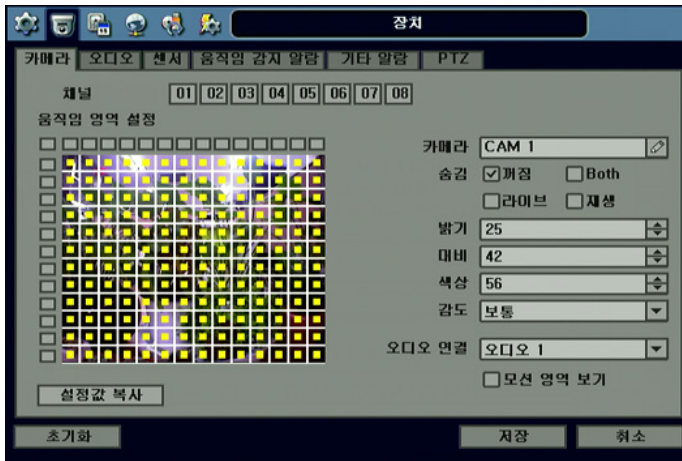 장치
카메라 오디오 센서 움직임 감지 알람 기타 알람 PTZ
채널 01 02 03 04 05 06 07 08
움직임 영역 설정
카메라 CAM 1
숨김 꺼짐 Both
라이브 재생
밝기 25
대비 42
색상 56
감도 보통
오디오 연결 오디오 1
모션 영역 보기
설정값 복사
초기화 저장 취소